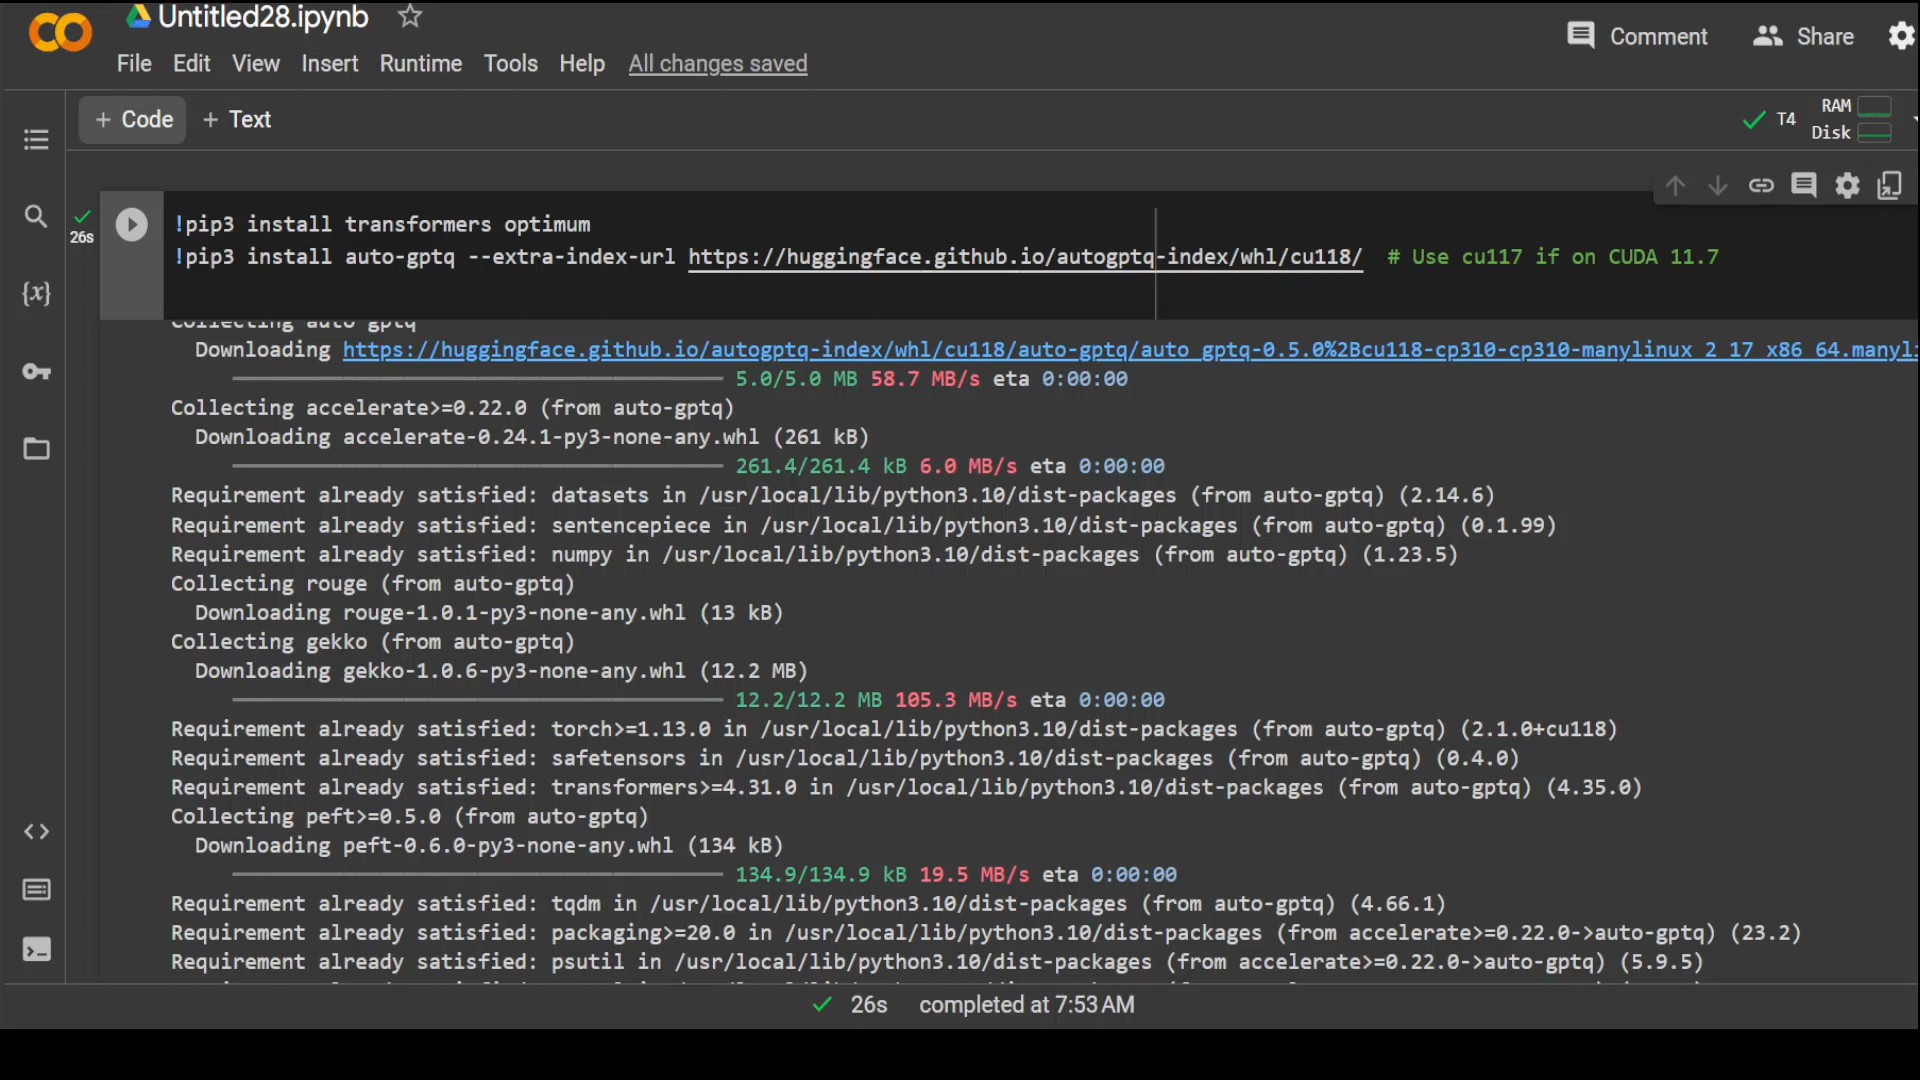 Untitled28.ipynb
File Edit View Insert Runtime Tools Help All changes saved
Comment Share
+ Code + Text
T4 RAM Disk
26s
!pip3 install transformers optimum
!pip3 install auto-gptq --extra-index-url https://huggingface.github.io/autogptq-index/whl/cu118/ # Use cu117 if on CUDA 11.7
Collecting auto gptq
Downloading https://huggingface.github.io/autogptq-index/whl/cu118/auto-gptq/auto_gptq-0.5.0%2Bcu118-cp310-cp310-manylinux_2_17_x86_64.manyli
5.0/5.0 MB 58.7 MB/s eta 0:00:00
Collecting accelerate>=0.22.0 (from auto-gptq)
Downloading accelerate-0.24.1-py3-none-any.whl (261 kB)
261.4/261.4 kB 6.0 MB/s eta 0:00:00
Requirement already satisfied: datasets in /usr/local/lib/python3.10/dist-packages (from auto-gptq) (2.14.6)
Requirement already satisfied: sentencepiece in /usr/local/lib/python3.10/dist-packages (from auto-gptq) (0.1.99)
Requirement already satisfied: numpy in /usr/local/lib/python3.10/dist-packages (from auto-gptq) (1.23.5)
Collecting rouge (from auto-gptq)
Downloading rouge-1.0.1-py3-none-any.whl (13 kB)
Collecting gekko (from auto-gptq)
Downloading gekko-1.0.6-py3-none-any.whl (12.2 MB)
12.2/12.2 MB 105.3 MB/s eta 0:00:00
Requirement already satisfied: torch>=1.13.0 in /usr/local/lib/python3.10/dist-packages (from auto-gptq) (2.1.0+cu118)
Requirement already satisfied: safetensors in /usr/local/lib/python3.10/dist-packages (from auto-gptq) (0.4.0)
Requirement already satisfied: transformers>=4.31.0 in /usr/local/lib/python3.10/dist-packages (from auto-gptq) (4.35.0)
Collecting peft>=0.5.0 (from auto-gptq)
Downloading peft-0.6.0-py3-none-any.whl (134 kB)
134.9/134.9 kB 19.5 MB/s eta 0:00:00
Requirement already satisfied: tqdm in /usr/local/lib/python3.10/dist-packages (from auto-gptq) (4.66.1)
Requirement already satisfied: packaging>=20.0 in /usr/local/lib/python3.10/dist-packages (from accelerate>=0.22.0->auto-gptq) (23.2)
Requirement already satisfied: psutil in /usr/local/lib/python3.10/dist-packages (from accelerate>=0.22.0->auto-gptq) (5.9.5)
26s completed at 7:53 AM